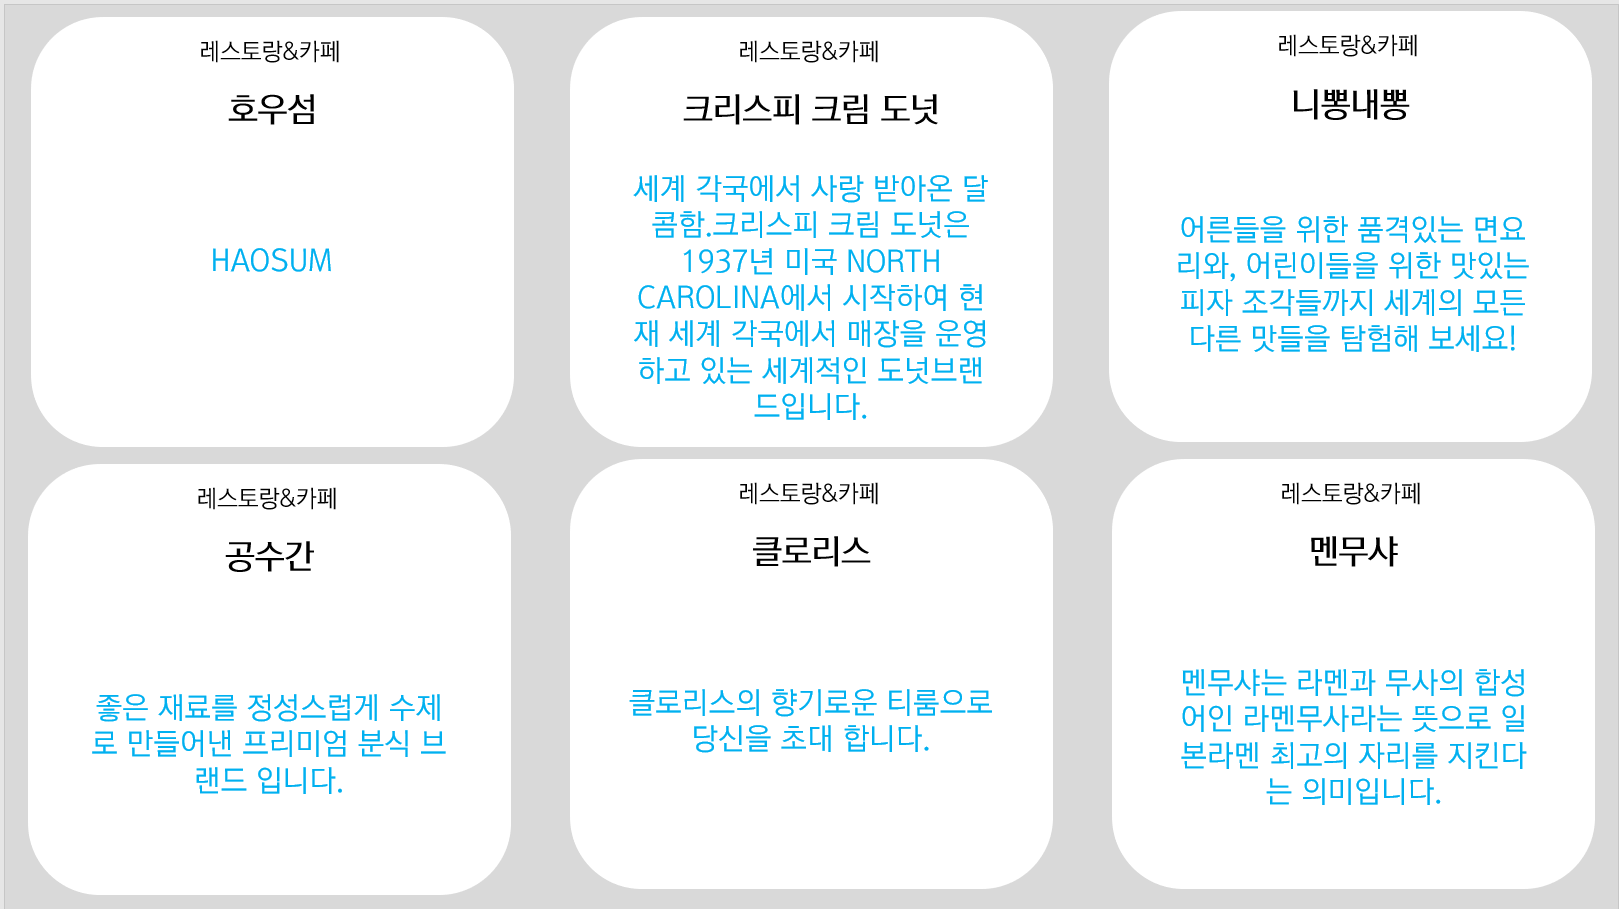 레스토랑&카페
호우섬
HAOSUM
레스토랑&카페
크리스피 크림 도넛
세계 각국에서 사랑 받아온 달
콤함.크리스피 크림 도넛은
1937년 미국 NORTH
CAROLINA에서 시작하여 현
재 세계 각국에서 매장을 운영
하고 있는 세계적인 도넛브랜
드입니다.
레스토랑&카페
니뽕내뽕
어른들을 위한 품격있는 면요
리와, 어린이들을 위한 맛있는
피자 조각들까지 세계의 모든
다른 맛들을 탐험해 보세요!
레스토랑&카페
공수간
좋은 재료를 정성스럽게 수제
로 만들어낸 프리미엄 분식 브
랜드 입니다.
레스토랑&카페
클로리스
클로리스의 향기로운 티룸으로
당신을 초대 합니다.
레스토랑&카페
멘무샤
멘무샤는 라멘과 무사의 합성
어인 라멘무사라는 뜻으로 일
본라멘 최고의 자리를 지킨다
는 의미입니다.